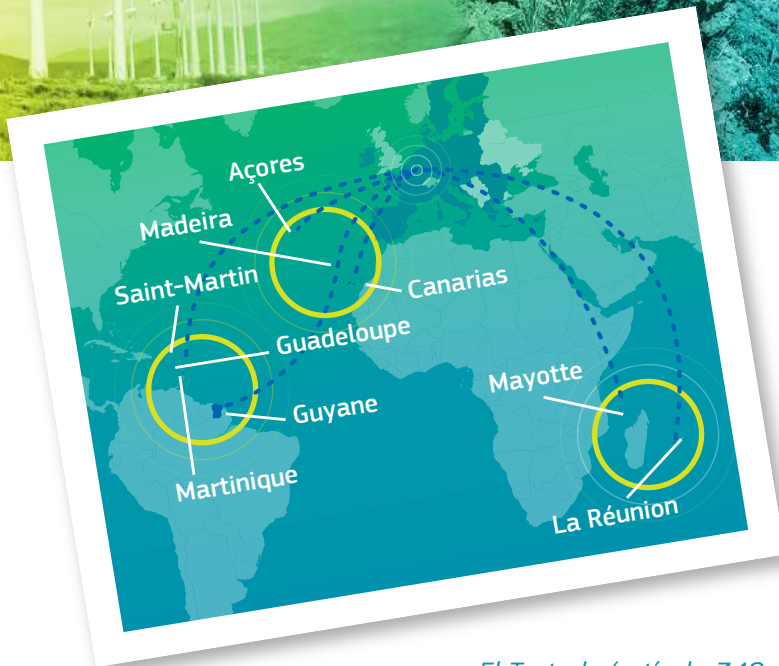 Açores
Madeira
Saint-Martin
Canarias
Guadeloupe
Guyane
Martinique
Mayotte
La Réunion